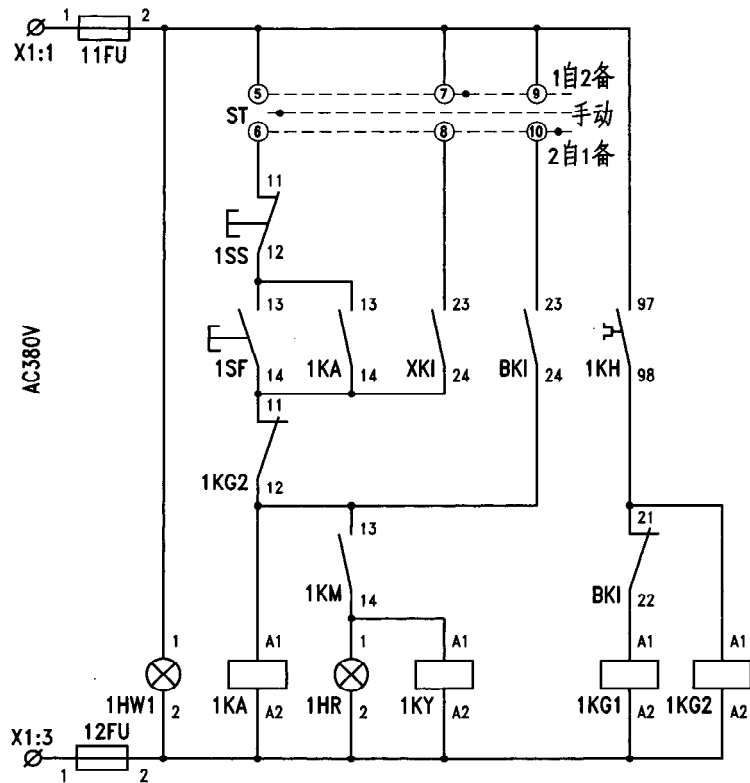 1 2
X1:1 11FU
5 7 9 1自2备
ST 手动
6 8 10 2自1备
11
1SS 12
13 13 23 23 97
1SF 14 1KA 14 XKI 24 BKI 24 1KH 98
AC380V
11
1KG2 12
13 21
1KM 14 BKI 22
1 A1 1 A1 A1 A1
1HW1 2 1KA A2 1HR 2 1KY A2 1KG1 A2 1KG2 A2
X1:3 12FU
1 2